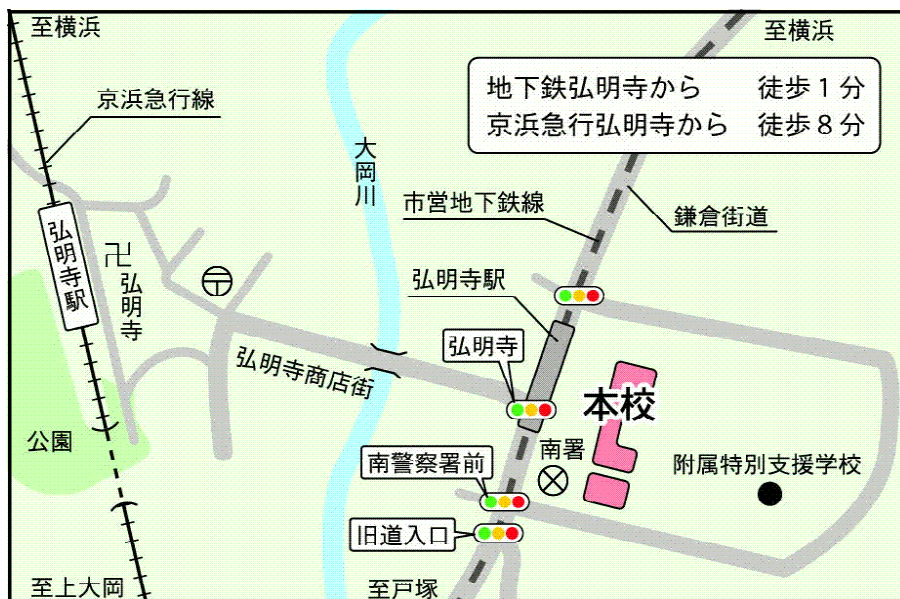 至横浜
至横浜
地下鉄弘明寺から 徒歩1分
京浜急行弘明寺から 徒歩8分
京浜急行線
大岡川
市営地下鉄線
鎌倉街道
弘明寺駅
卍弘明寺
〒
弘明寺駅
弘明寺
弘明寺商店街
本校
公園
南署
南警察署前
附属特別支援学校
旧道入口
至上大岡
至戸塚